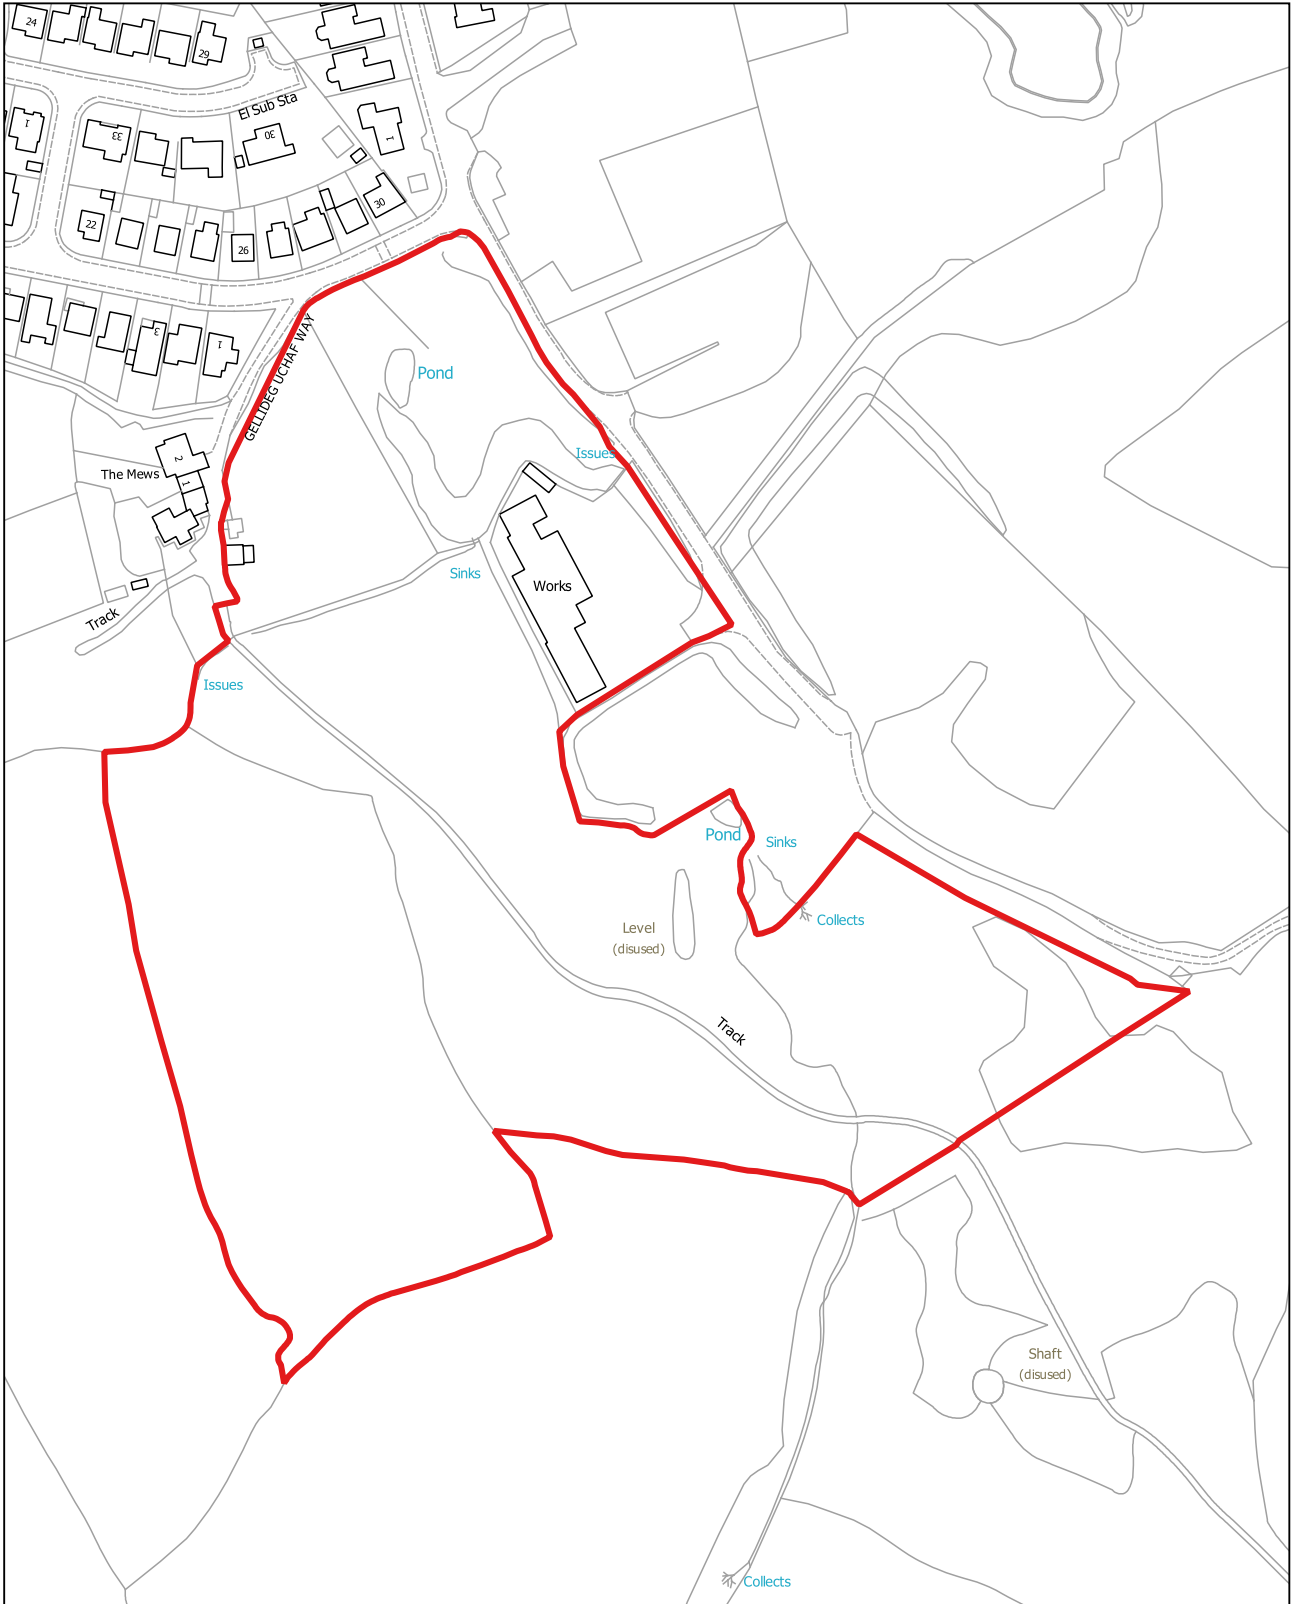 24
29
El Sub Sta
1
33
30
1
22
26
30
3
1
GELLIDEG UCHAF WAY
Pond
The Mews
2
1
Issues
Sinks
Works
Track
Issues
Pond
Sinks
Collects
Level
(disused)
Track
Shaft
(disused)
Collects